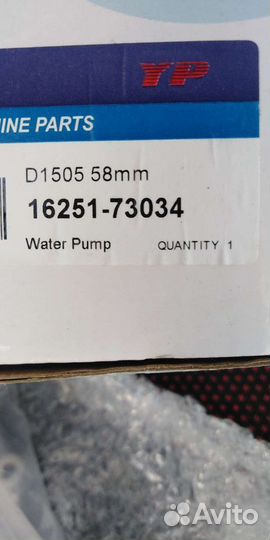 YP
INE PARTS
D1505 58mm
16251-73034
Water Pump QUANTITY 1
Avito